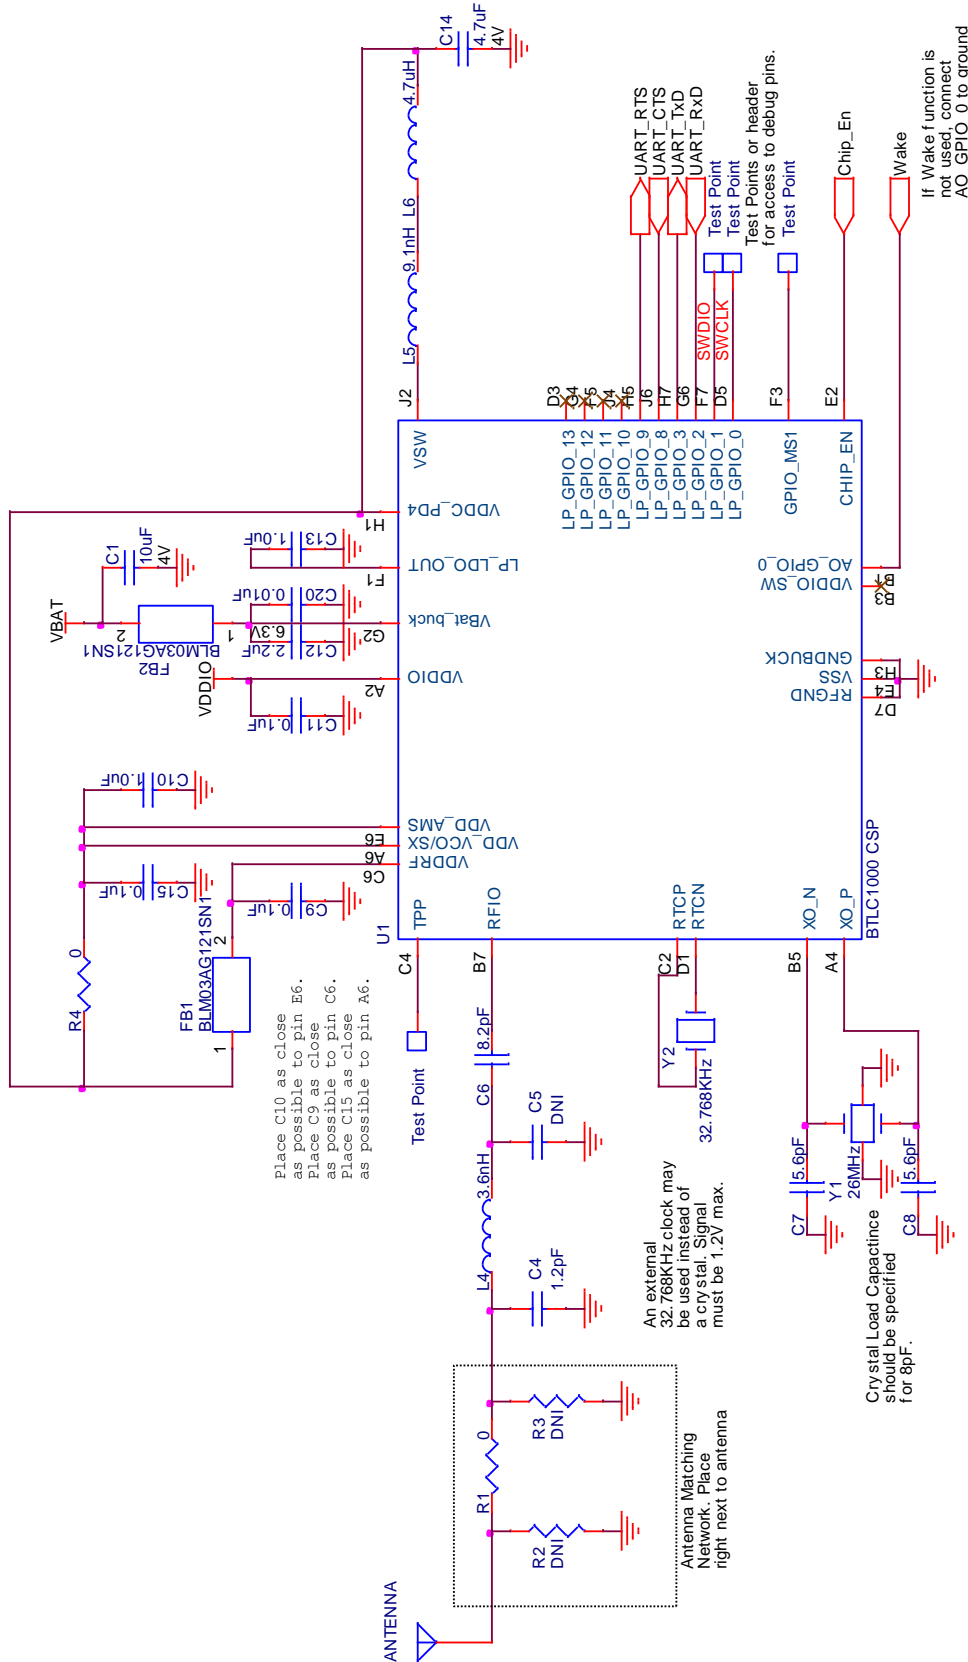 C14
4.7uF
4V
4.7uH
L6
9.1nH
L5
J2
VSW
VBAT
C1
10uF
4V
2
1
BLM03AG121SN1
FB2
VDDIO
C13
1.0uF
C20
0.01uF
6.3V
C12
2.2uF
C11
0.1uF
H1
VDDC_PD4
F1
LP_LDO_OUT
G2
VBat_buck
A2
VDDIO
C10
1.0uF
C15
0.1uF
C9
0.1uF
R4
0
FB1
BLM03AG121SN1
1
2
E6
VDD_AMS
A6
VDD_VCO/SX
C6
VDDRF
Place C10 as close
as possible to pin E6.
Place C9 as close
as possible to pin C6.
Place C15 as close
as possible to pin A6.
UART_RTS
UART_CTS
UART_TxD
UART_RxD
Test Point
Test Point
Test Points or header
for access to debug pins.
Test Point
SWDIO
SWCLK
D3
G4
F5
J4
H5
J6
H7
G6
F7
D5
F3
E2
LP_GPIO_13
LP_GPIO_12
LP_GPIO_11
LP_GPIO_10
LP_GPIO_9
LP_GPIO_8
LP_GPIO_3
LP_GPIO_2
LP_GPIO_1
LP_GPIO_0
GPIO_MS1
CHIP_EN
Chip_En
Wake
If Wake function is
not used, connect
AO_GPIO_0 to ground
AO_GPIO_0
B1
VDDIO_SW
B3
GNDBUCK
H3
VSS
E4
RFGND
D7
U1
BTLC1000 CSP
C4
TPP
Test Point
B7
RFIO
C2
RTCP
D1
RTCN
B5
XO_N
A4
XO_P
C6
8.2pF
C5
DNI
L4
3.6nH
C4
1.2pF
Y2
32.768KHz
An external
32.768KHz clock may
be used instead of
a crystal. Signal
must be 1.2V max.
C7
5.6pF
Y1
26MHz
C8
5.6pF
Crystal Load Capactince
should be specified
for 8pF.
R3
DNI
R1
0
R2
DNI
Antenna Matching
Network. Place
right next to antenna
ANTENNA